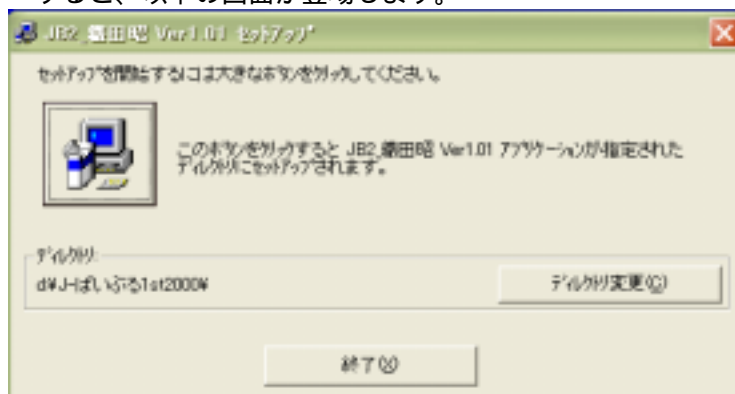 すると、以下の画面が登場します。
JB2 織田昭 Ver1.01 セットアップ
セットアップを開始するには大きなボタンをクリックしてください。
このボタンをクリックすると JB2 織田昭 Ver1.01 アプリケーションが指定された
ディレクトリにセットアップされます。
ディレクトリ:
d¥J-ばいぶる1st2000¥
ディレクトリ変更(C)
終了(X)